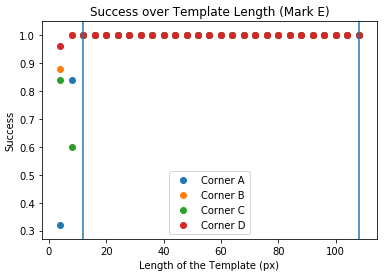 Success over Template Length (Mark E)
Success
1.0
0.9
0.8
0.7
0.6
0.5
0.4
0.3
Corner A
Corner B
Corner C
Corner D
0 20 40 60 80 100
Length of the Template (px)